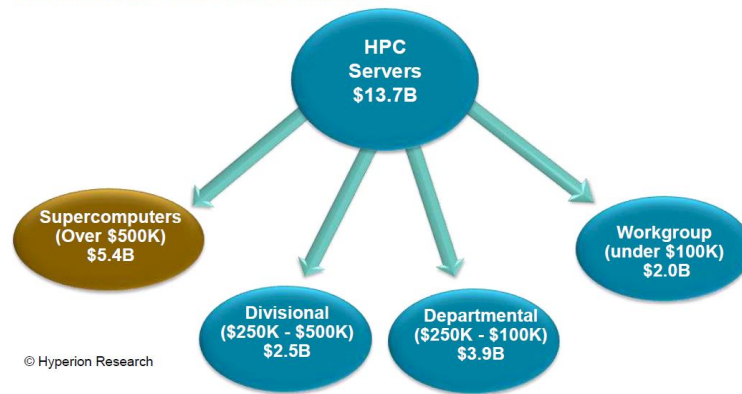 HPC
Servers
$13.7B
Supercomputers
(Over $500K)
$5.4B
Divisional
($250K - $500K)
$2.5B
Departmental
($250K - $100K)
$3.9B
Workgroup
(under $100K)
$2.0B
© Hyperion Research